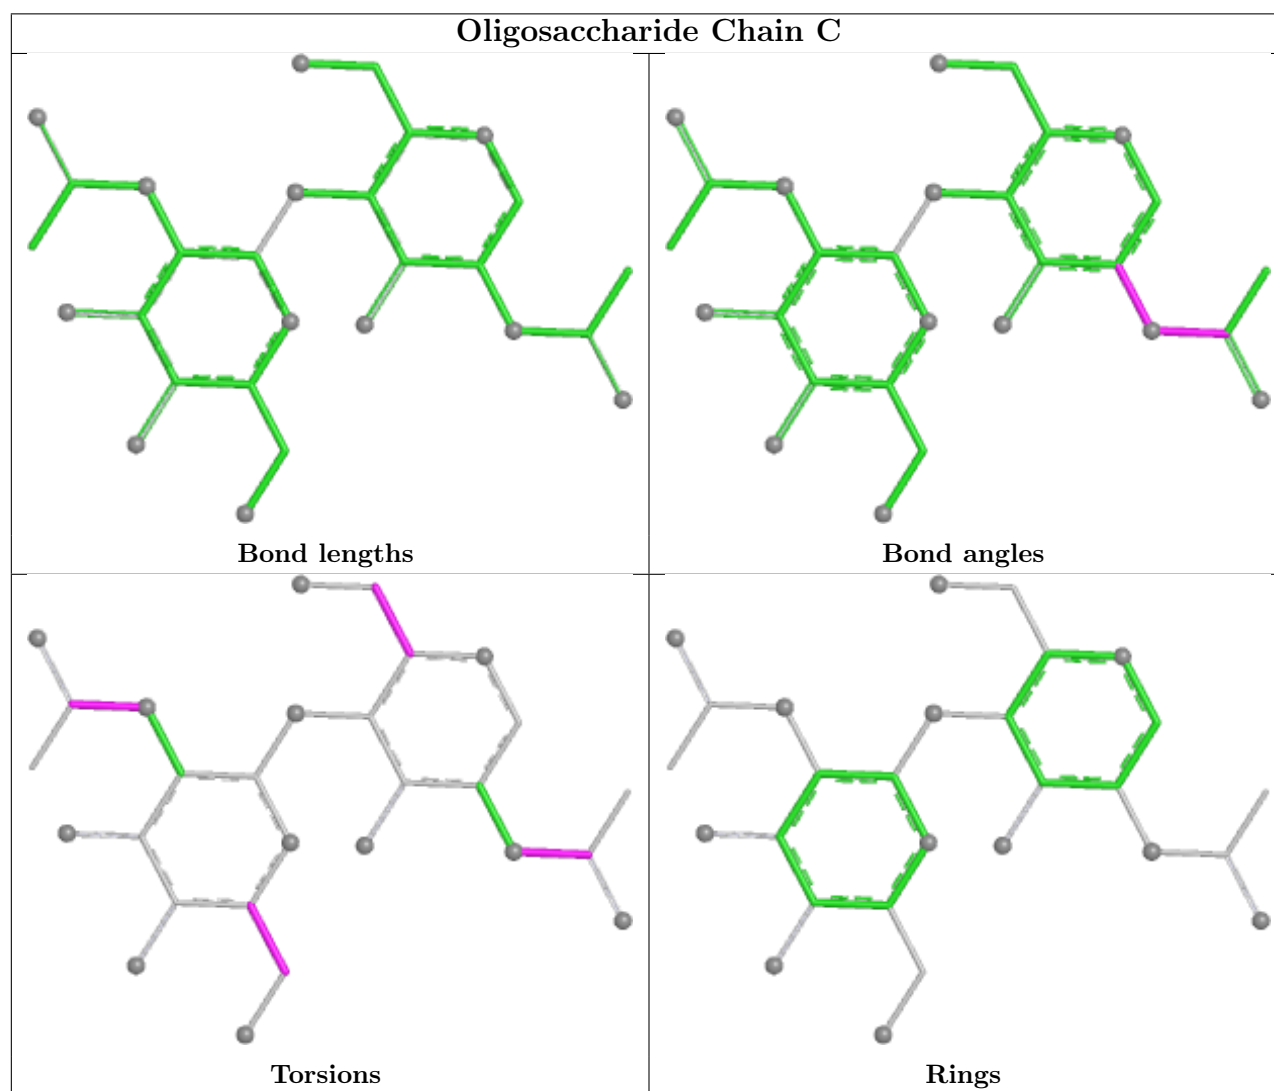 Oligosaccharide Chain C
Bond lengths
Bond angles
Torsions
Rings